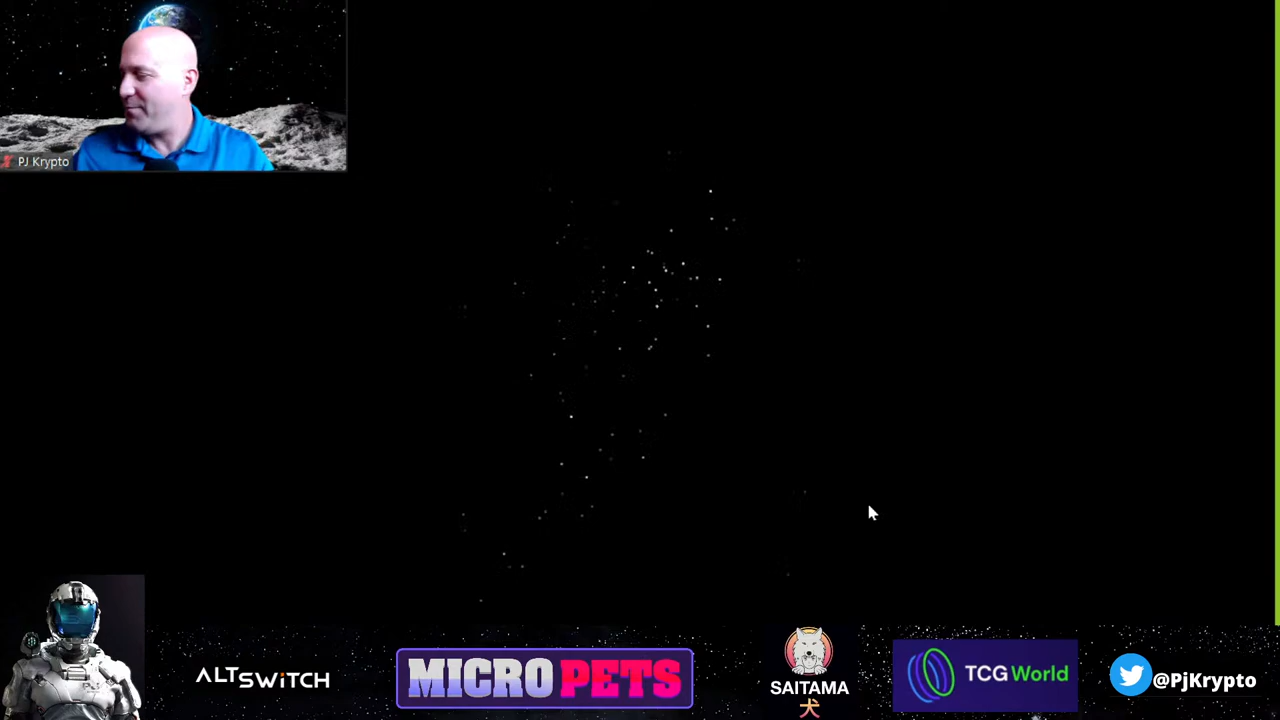 PJ Krypto
ALTSWiTCH
MICRO PETS
SAITAMA
犬
TCG World
@PjKrypto